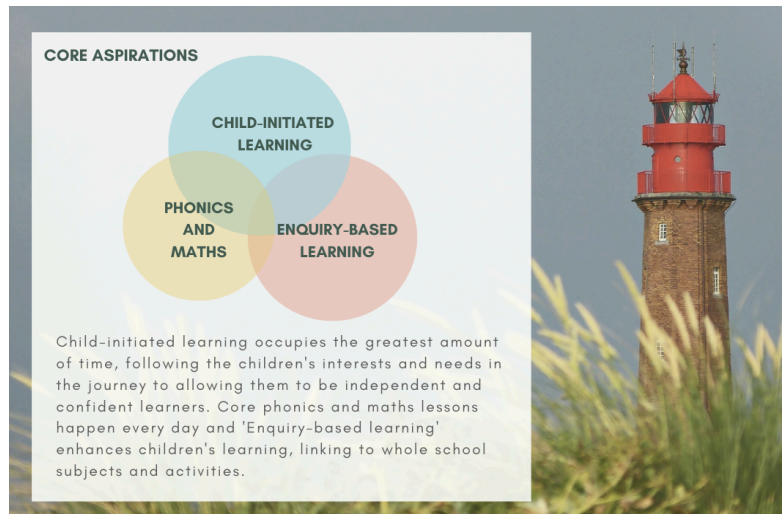 CORE ASPIRATIONS
CHILD-INITIATED
LEARNING
PHONICS
AND
MATHS
ENQUIRY-BASED
LEARNING
Child-initiated learning occupies the greatest amount
of time, following the children's interests and needs in
the journey to allowing them to be independent and
confident learners. Core phonics and maths lessons
happen every day and 'Enquiry-based learning'
enhances children's learning, linking to whole school
subjects and activities.